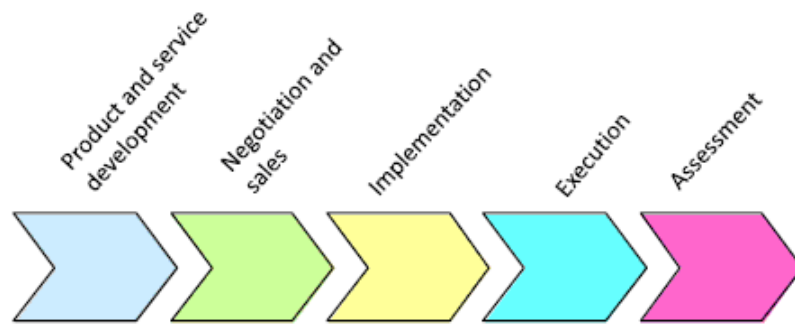 Product and service
development
Negotiation and
sales
Implementation
Execution
Assessment